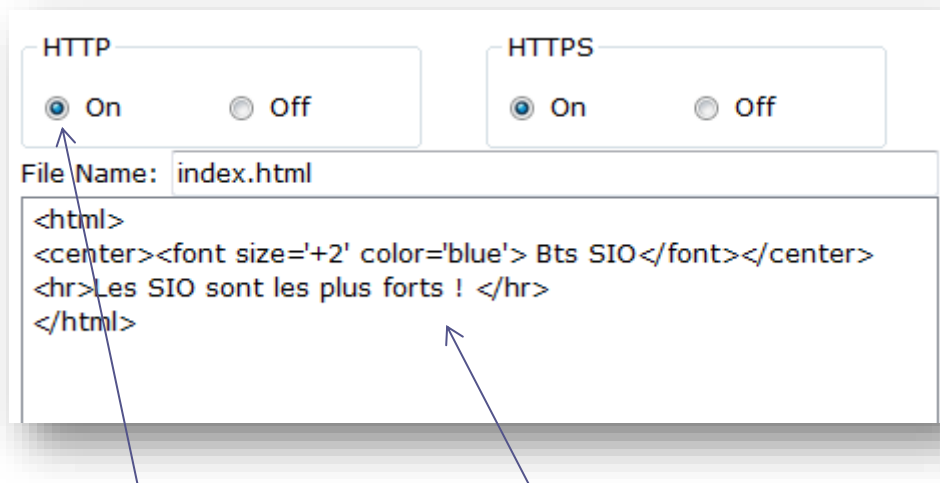 HTTP HTTPS
On Off On Off
File Name: index.html
<html>
<center><font size='+2' color='blue'> Bts SIO</font></center>
<hr>Les SIO sont les plus forts ! </hr>
</html>